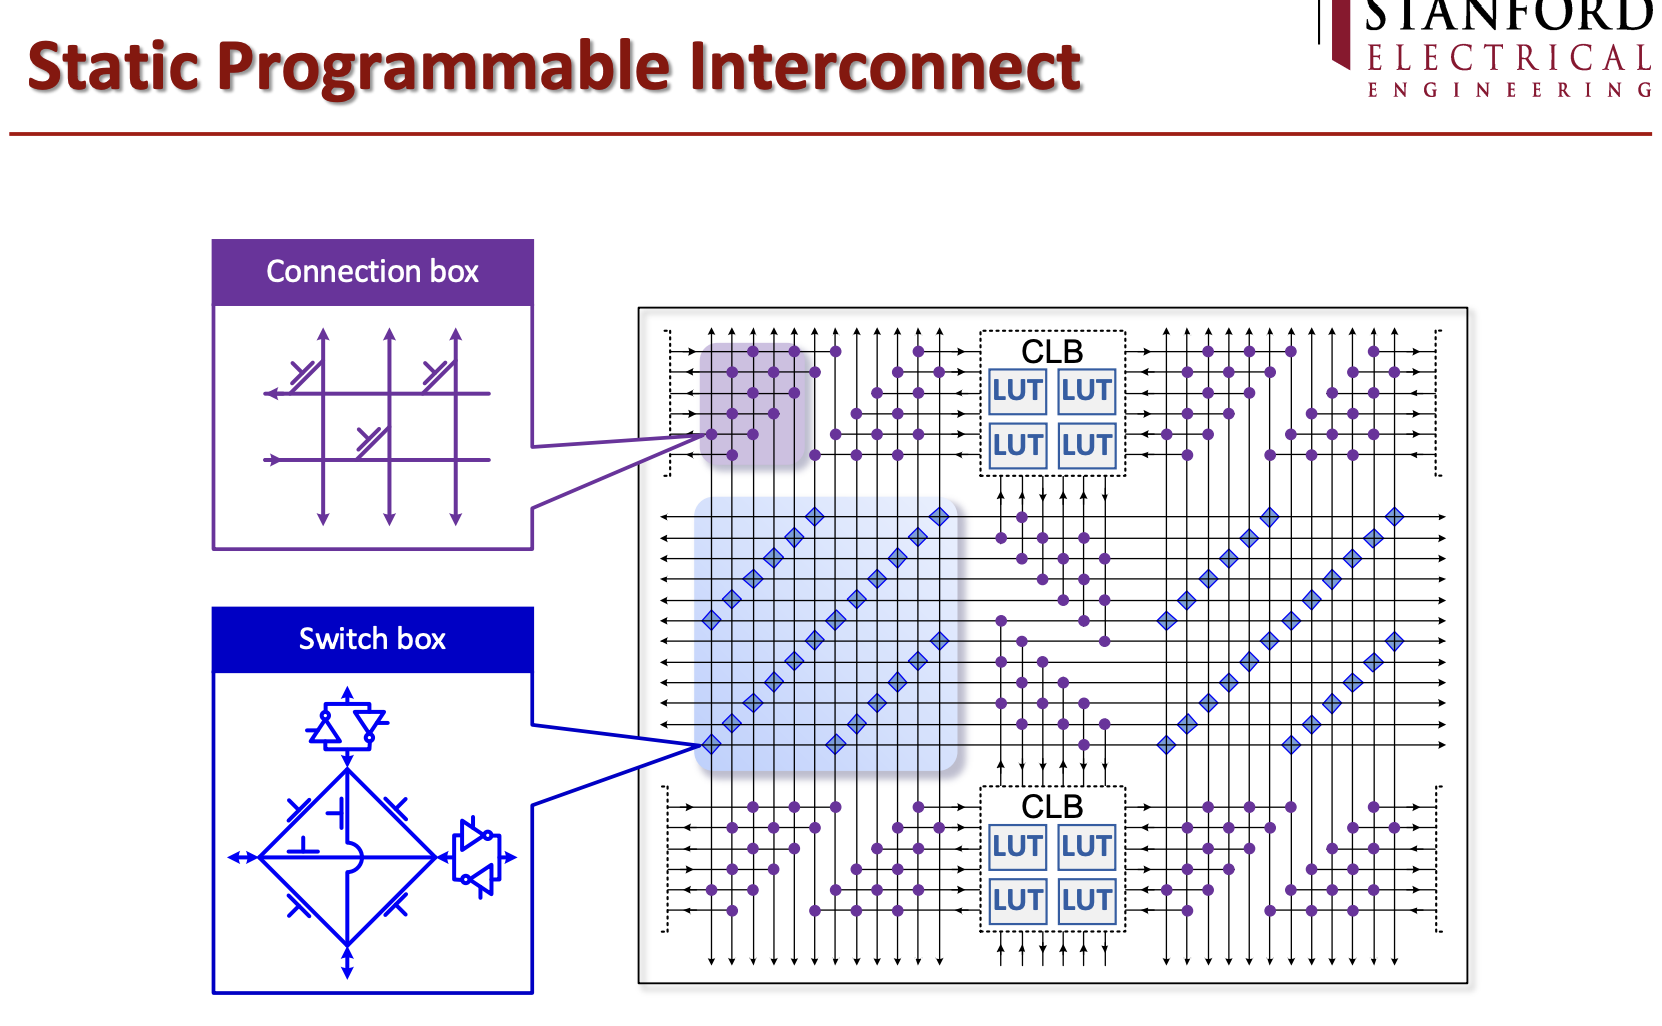 STANFORD
ELECTRICAL
ENGINEERING
Static Programmable Interconnect
Connection box
Switch box
CLB
LUT LUT
LUT LUT
CLB
LUT LUT
LUT LUT